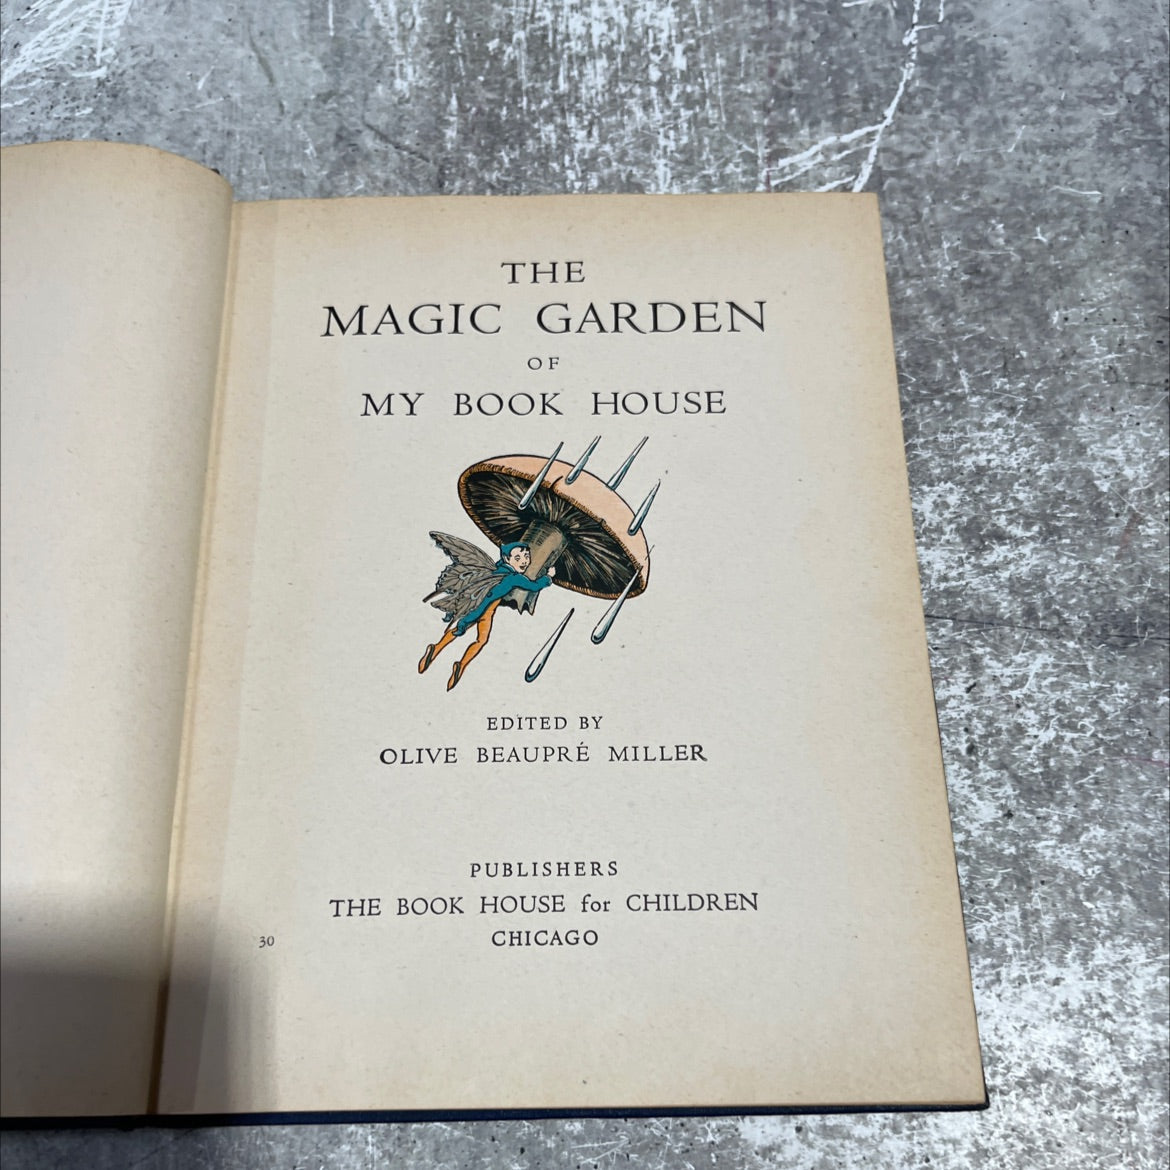 THE
MAGIC GARDEN
OF
MY BOOK HOUSE
EDITED BY
OLIVE BEAUPRÉ MILLER
PUBLISHERS
THE BOOK HOUSE for CHILDREN
CHICAGO
30